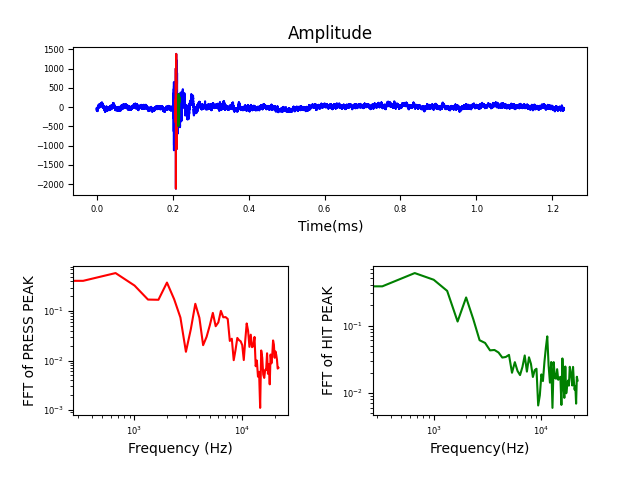 Amplitude
1500
1000
500
0
−500
−1000
−1500
−2000
0.0 0.2 0.4 0.6 0.8 1.0 1.2
Time(ms)
FFT of PRESS PEAK
10⁻¹
10⁻²
10⁻³
10³ 10⁴
Frequency (Hz)
FFT of HIT PEAK
10⁻¹
10⁻²
10³ 10⁴
Frequency(Hz)